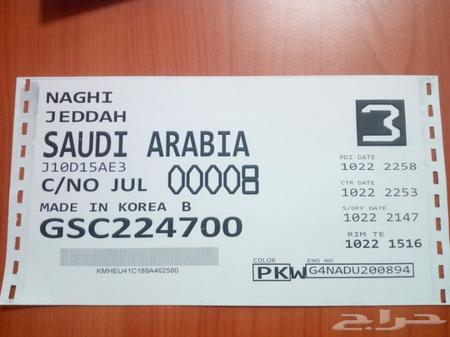 NAGHI
JEDDAH
SAUDI ARABIA
J10D15AE3
C/NO JUL 00008
MADE IN KOREA B
GSC224700
KMHEU41C189A462580
3
PDI DATE
1022 2258
CTR DATE
1022 2253
S/OFF DATE
1022 2147
RIM TE
1022 1516
COLOR
PKW
ENG NO
G4NADU200894
حراج